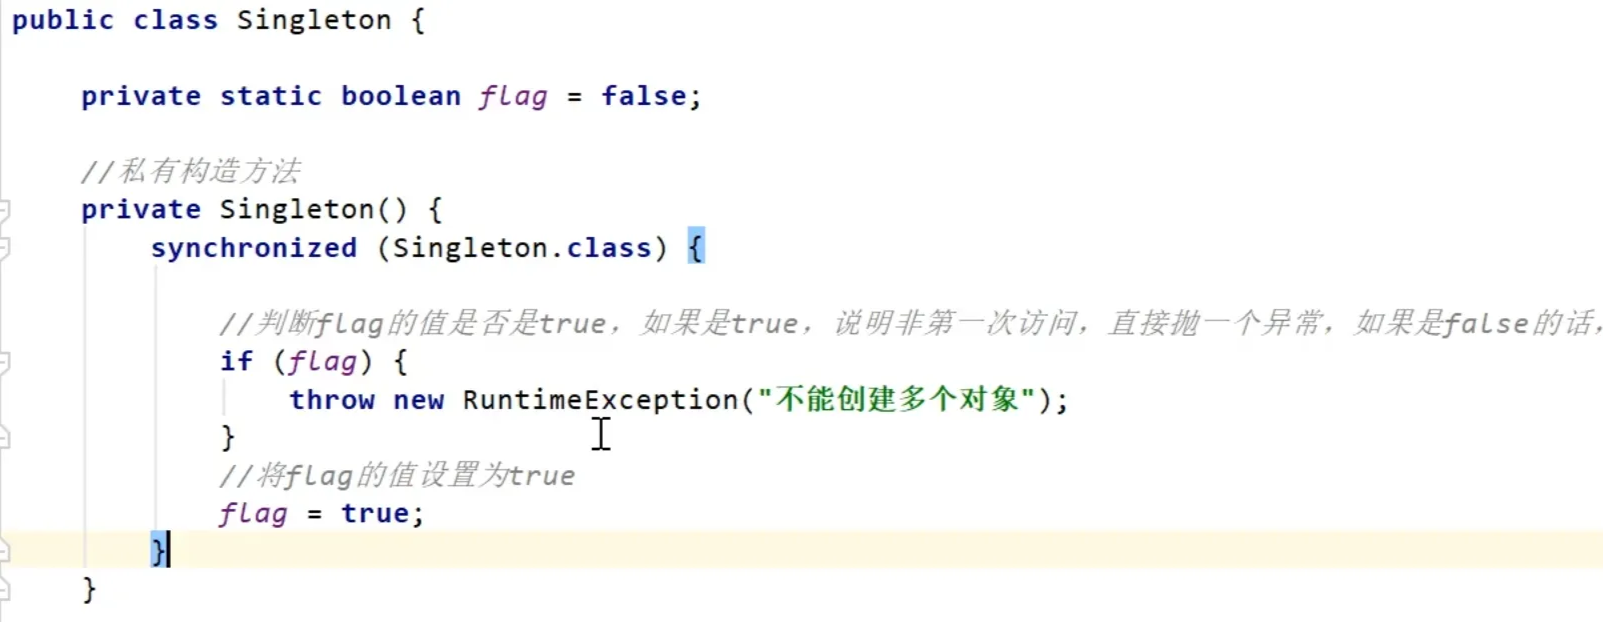 public class Singleton {
private static boolean flag = false;
//私有构造方法
private Singleton() {
synchronized (Singleton.class) {
//判断flag的值是否是true，如果是true，说明非第一次访问，直接抛一个异常，如果是false的话，
if (flag) {
throw new RuntimeException("不能创建多个对象");
}
//将flag的值设置为true
flag = true;
}
}